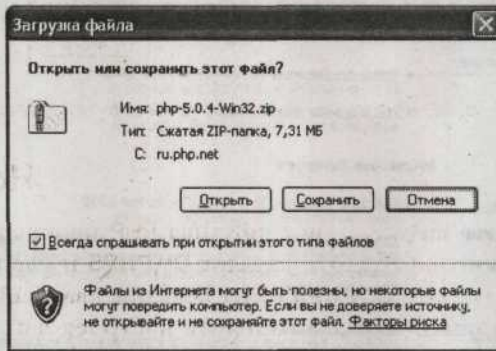 Загрузка файла
Открыть или сохранить этот файл?
Имя: php-5.0.4-Win32.zip
Тип: Сжатая ZIP-папка, 7,31 МБ
С: ru.php.net
Открыть Сохранить Отмена
Всегда спрашивать при открытии этого типа файлов
Файлы из Интернета могут быть полезны, но некоторые файлы
могут повредить компьютер. Если вы не доверяете источнику,
не открывайте и не сохраняйте этот файл. Факторы риска